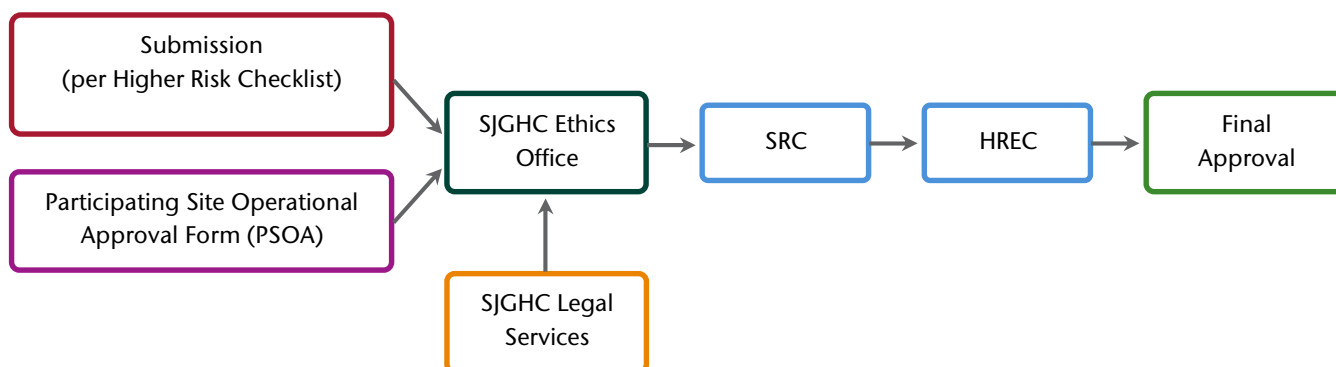 Submission
(per Higher Risk Checklist)
Participating Site Operational
Approval Form (PSOA)
SJGHC Ethics
Office
SJGHC Legal
Services
SRC
HREC
Final
Approval